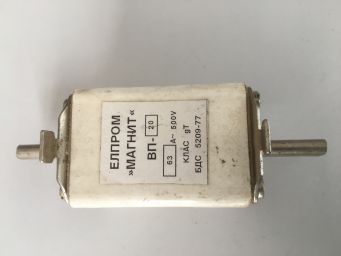 ЕЛПРОМ
»МАГНИТ«
ВП- 20
63 А~ 500V
КЛАС gT
БДС 5209-77